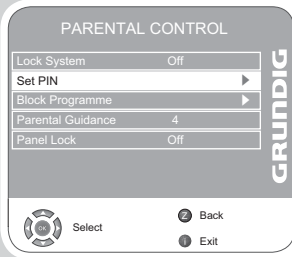 PARENTAL CONTROL
Lock System Off
Set PIN
Block Programme
Parental Guidance 4
Panel Lock Off
GRUNDIG
OK Select
Z Back
i Exit